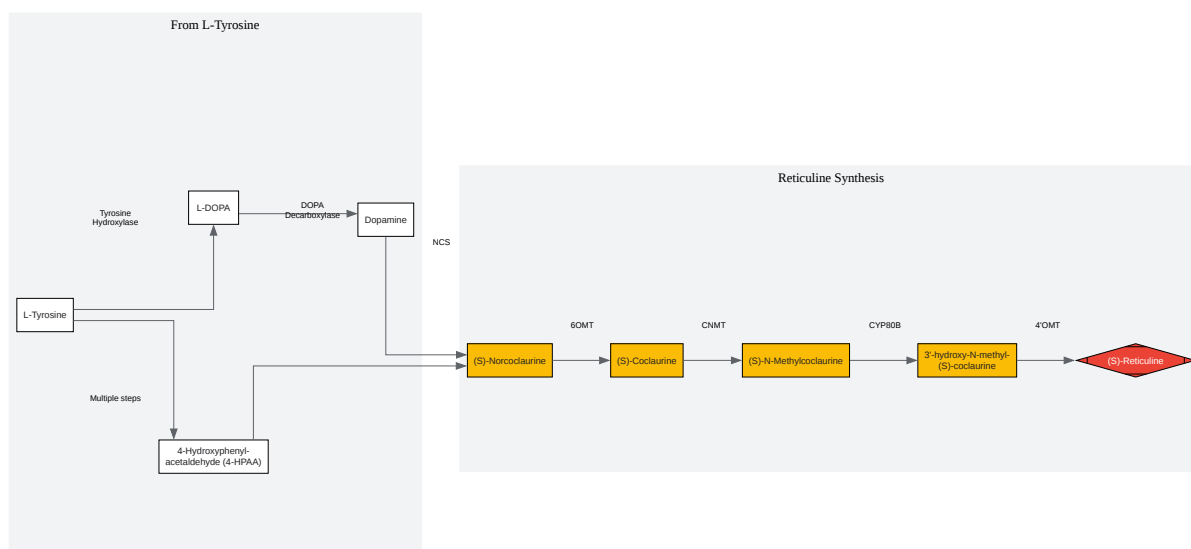 From L-Tyrosine
Reticuline Synthesis
L-DOPA
DOPA
Decarboxylase
Tyrosine
Hydroxylase
Dopamine
NCS
L-Tyrosine
6OMT
CNMT
CYP80B
4'OMT
(S)-Norcoclaurine
(S)-Coclaurine
(S)-N-Methylcoclaurine
3'-hydroxy-N-methyl-
(S)-coclaurine
(S)-Reticuline
Multiple steps
4-Hydroxyphenyl-
acetaldehyde (4-HPAA)